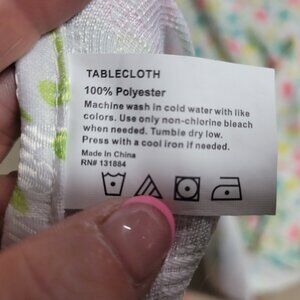 TABLECLOTH
100% Polyester
Machine wash in cold water with like
colors. Use only non-chlorine bleach
when needed. Tumble dry low.
Press with a cool iron if needed.
Made In China
RN# 131884